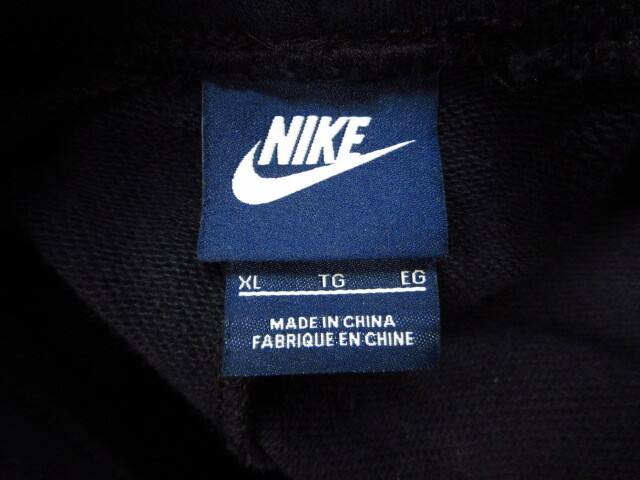 NIKE
XL TG EG
MADE IN CHINA
FABRIQUE EN CHINE